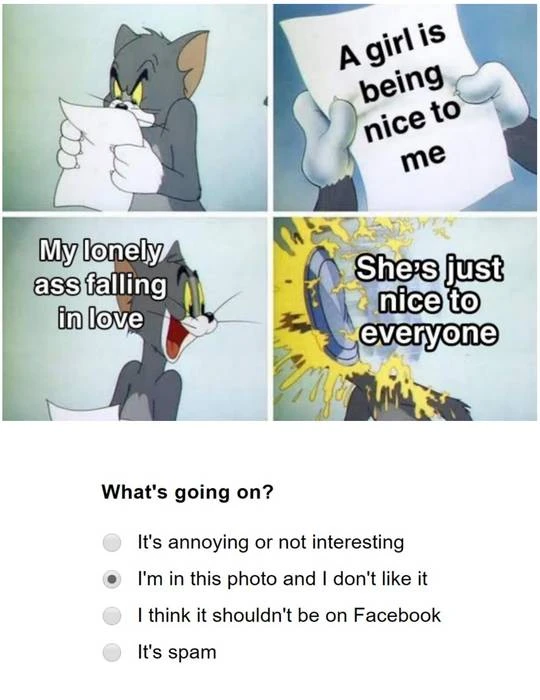 A girl is
being
nice to
me
My lonely
ass falling
in love
She's just
nice to
everyone
What's going on?
It's annoying or not interesting
I'm in this photo and I don't like it
I think it shouldn't be on Facebook
It's spam